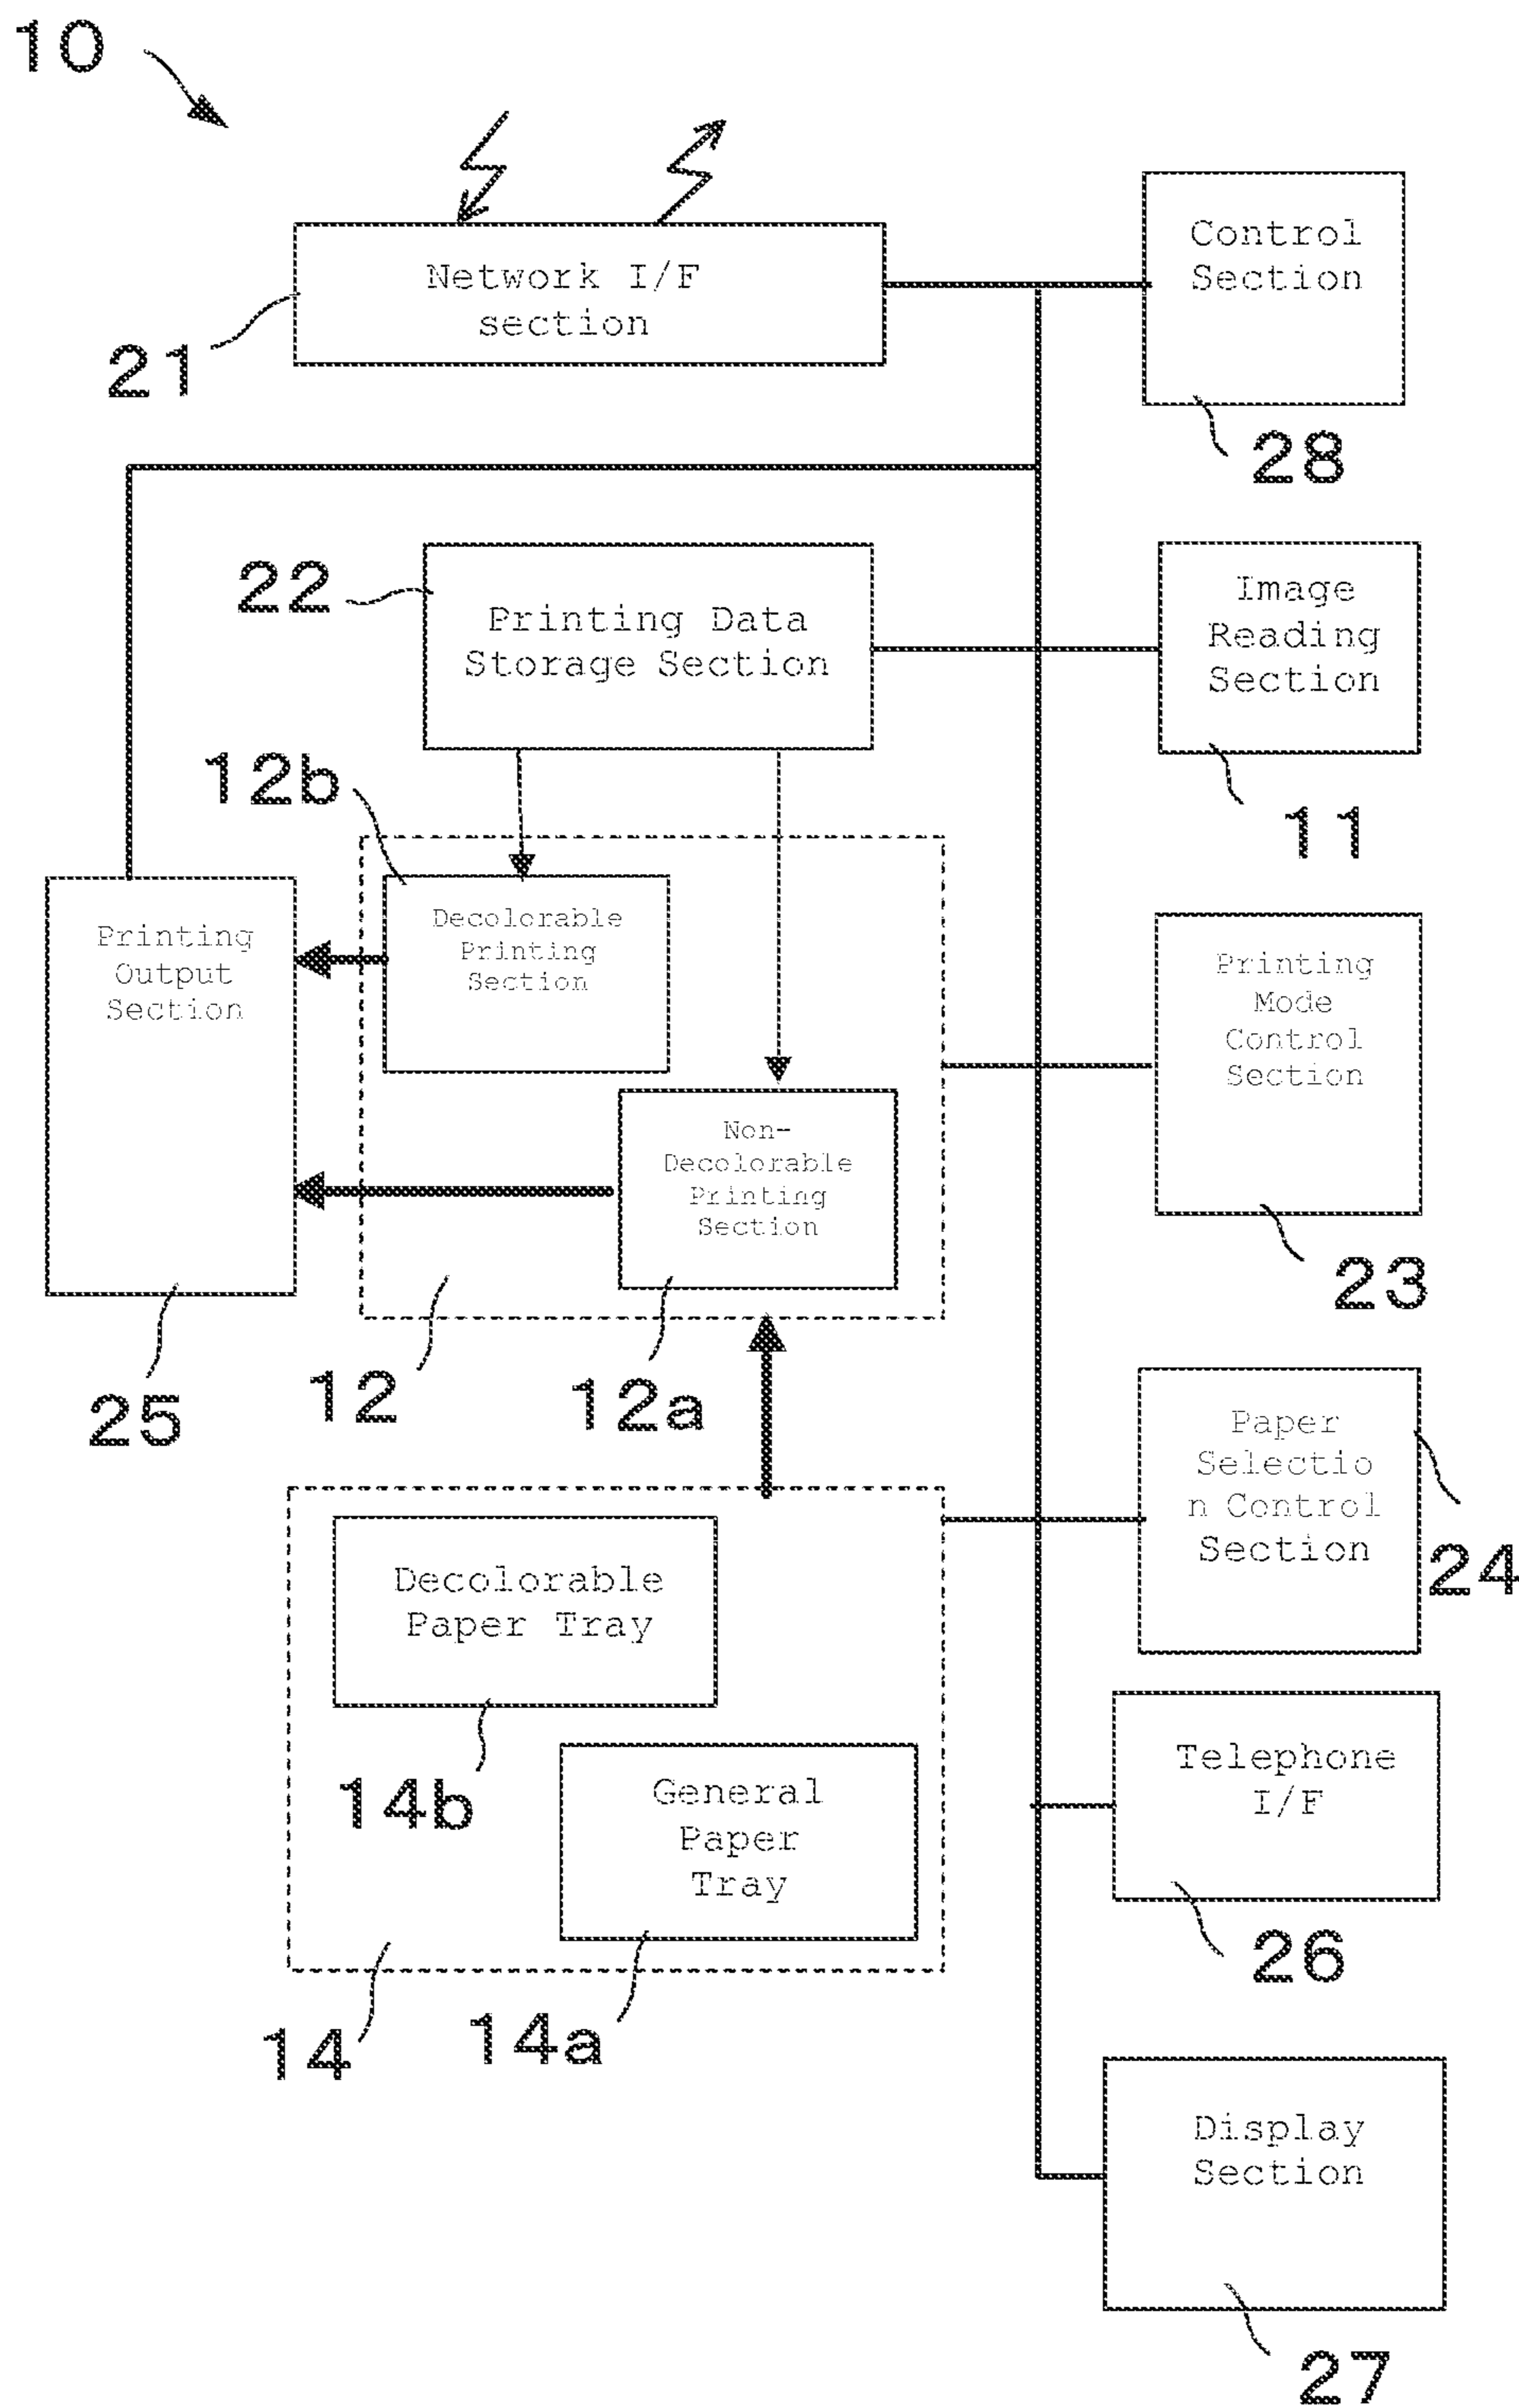 10
Network I/F
section
21
Control
Section
28
22
Printing Data
Storage Section
Image
Reading
Section
11
12b
Decolorable
Printing
Section
Printing
Output
Section
25
Non-
Decolorable
Printing
Section
12
12a
Printing
Mode
Control
Section
23
Paper
Selectio
n Control
Section
24
Decolorable
Paper Tray
14b
General
Paper
Tray
14
14a
Telephone
I/F
26
Display
Section
27